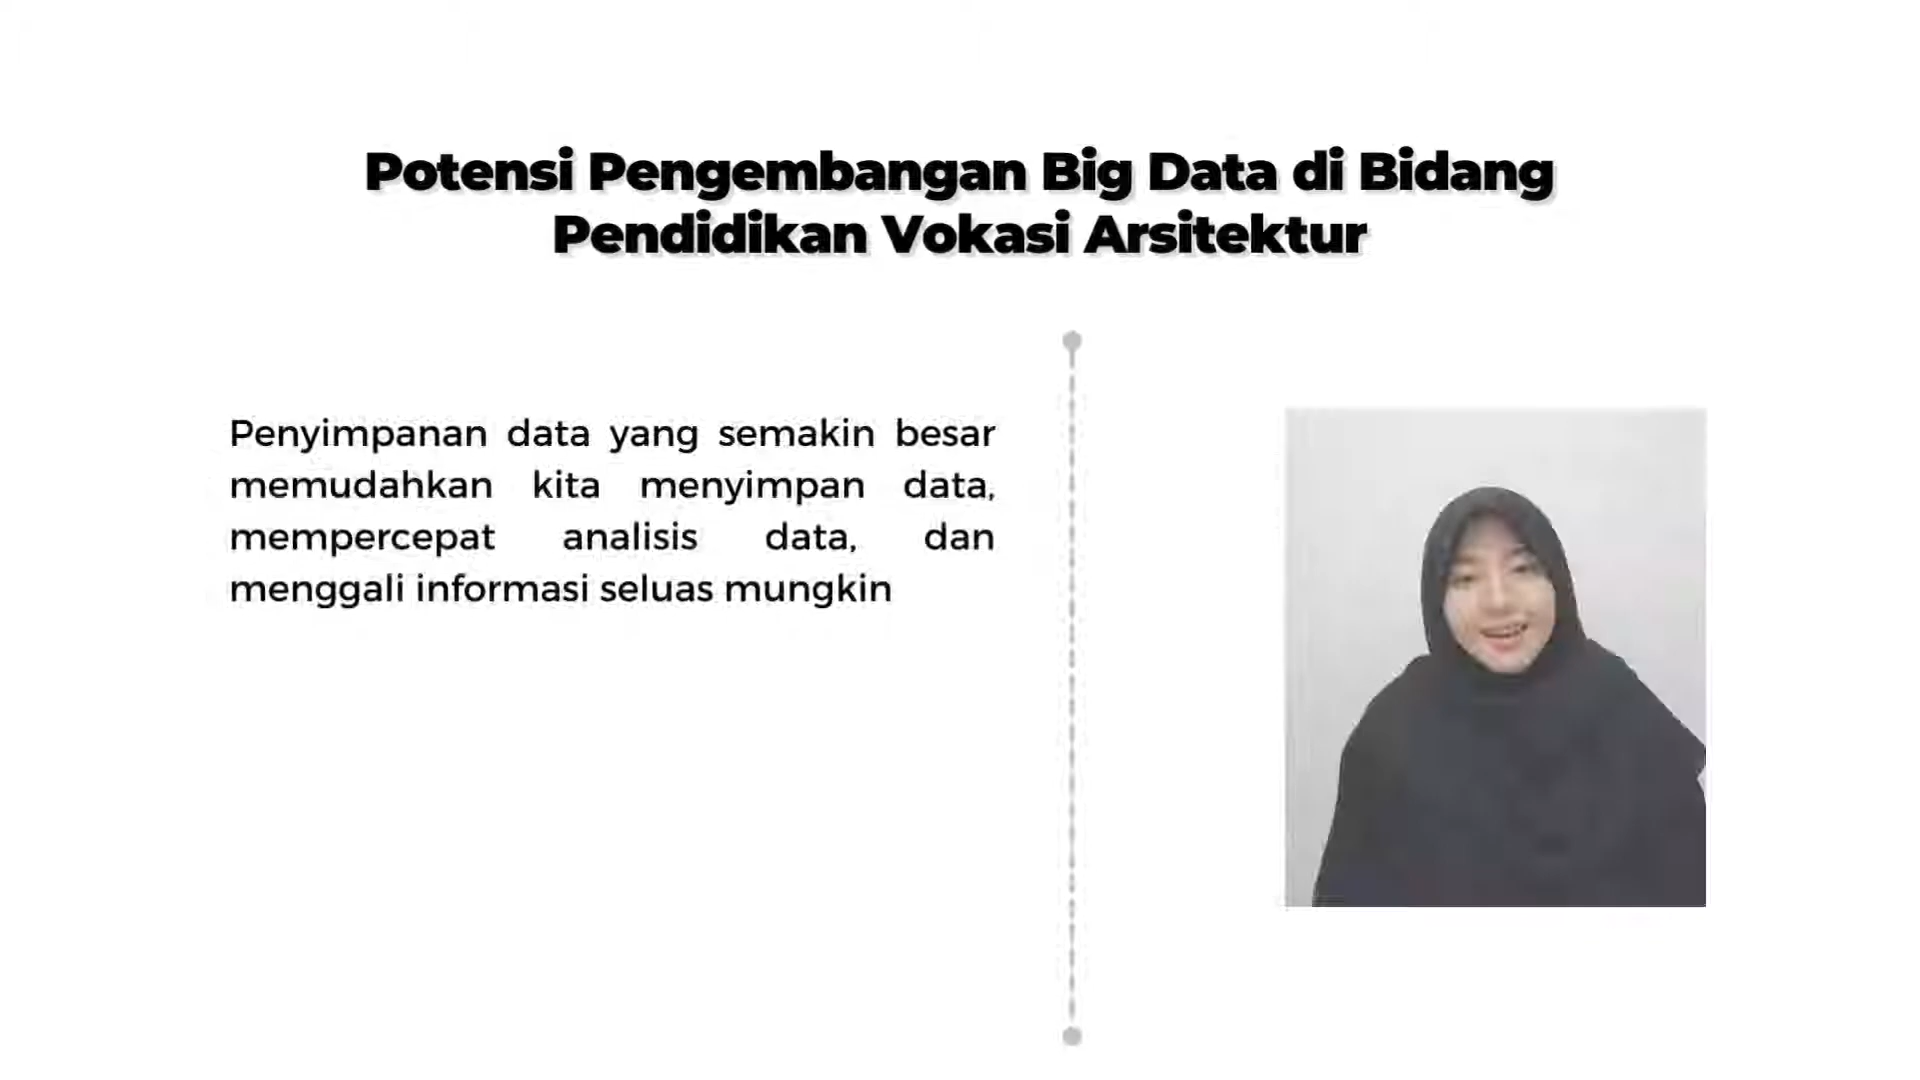 Potensi Pengembangan Big Data di Bidang
Pendidikan Vokasi Arsitektur
Penyimpanan data yang semakin besar
memudahkan kita menyimpan data,
mempercepat analisis data, dan
menggali informasi seluas mungkin